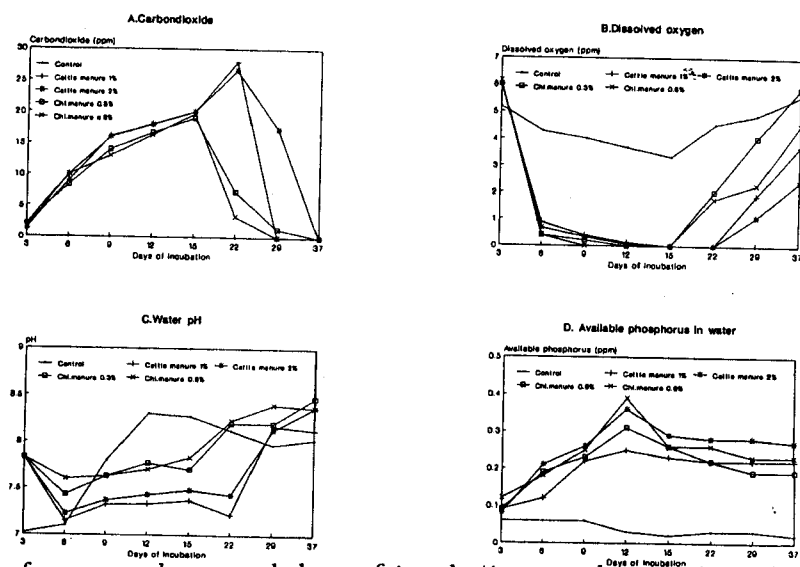 A.Carbondioxide
Carbondloxide (ppm)
30
25
20
15
10
5
0
Control
Cattle manure 1%
Cattle manure 2%
Chl.manure 0.6%
Chl.manure
3 6 9 12 15 22 29 37
Days of Incubation
B.Dissolved oxygen
Dissolved oxygen (ppm)
7
6
5
4
3
2
1
0
Control Cattle manure 1% Cattle manure 2%
Chl.manure 0.3% Chl.manure 0.6%
3 6 9 12 15 22 29 37
Days of Incubation
C.Water pH
pH
9
8.5
8
7.5
7
Control Cattle manure 1% Cattle manure 2%
Chl.manure 0.3% Chl.manure 0.6%
3 6 9 12 15 22 29 37
Days of Incubation
D. Available phosphorus in water
Available phosphorus (ppm)
0.5
0.4
0.3
0.2
0.1
0
Control Cattle manure 1% Cattle manure 2%
Chl.manure 0.6% Chl.manure 0.6%
3 6 9 12 15 22 29 37
Days of Incubation